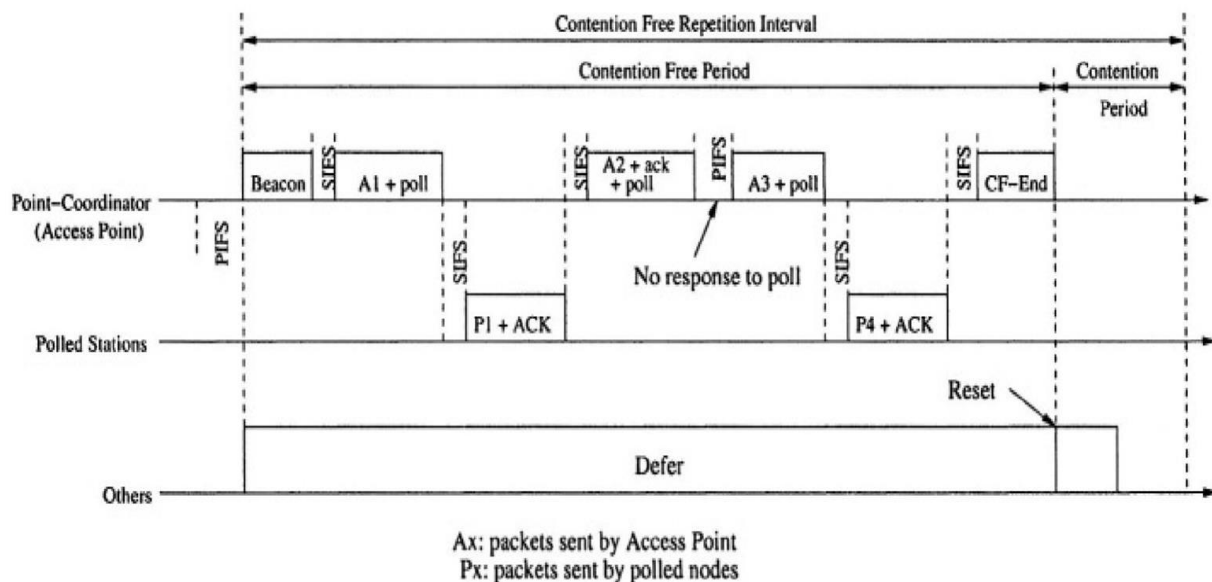 Contention Free Repetition Interval
Contention Free Period
Contention
Period
Beacon
SIFS
A1 + poll
SIFS
A2 + ack
+ poll
PIFS
A3 + poll
SIFS
CF-End
Point-Coordinator
(Access Point)
PIFS
SIFS
No response to poll
SIFS
P1 + ACK
P4 + ACK
Polled Stations
Reset
Defer
Others
Ax: packets sent by Access Point
Px: packets sent by polled nodes